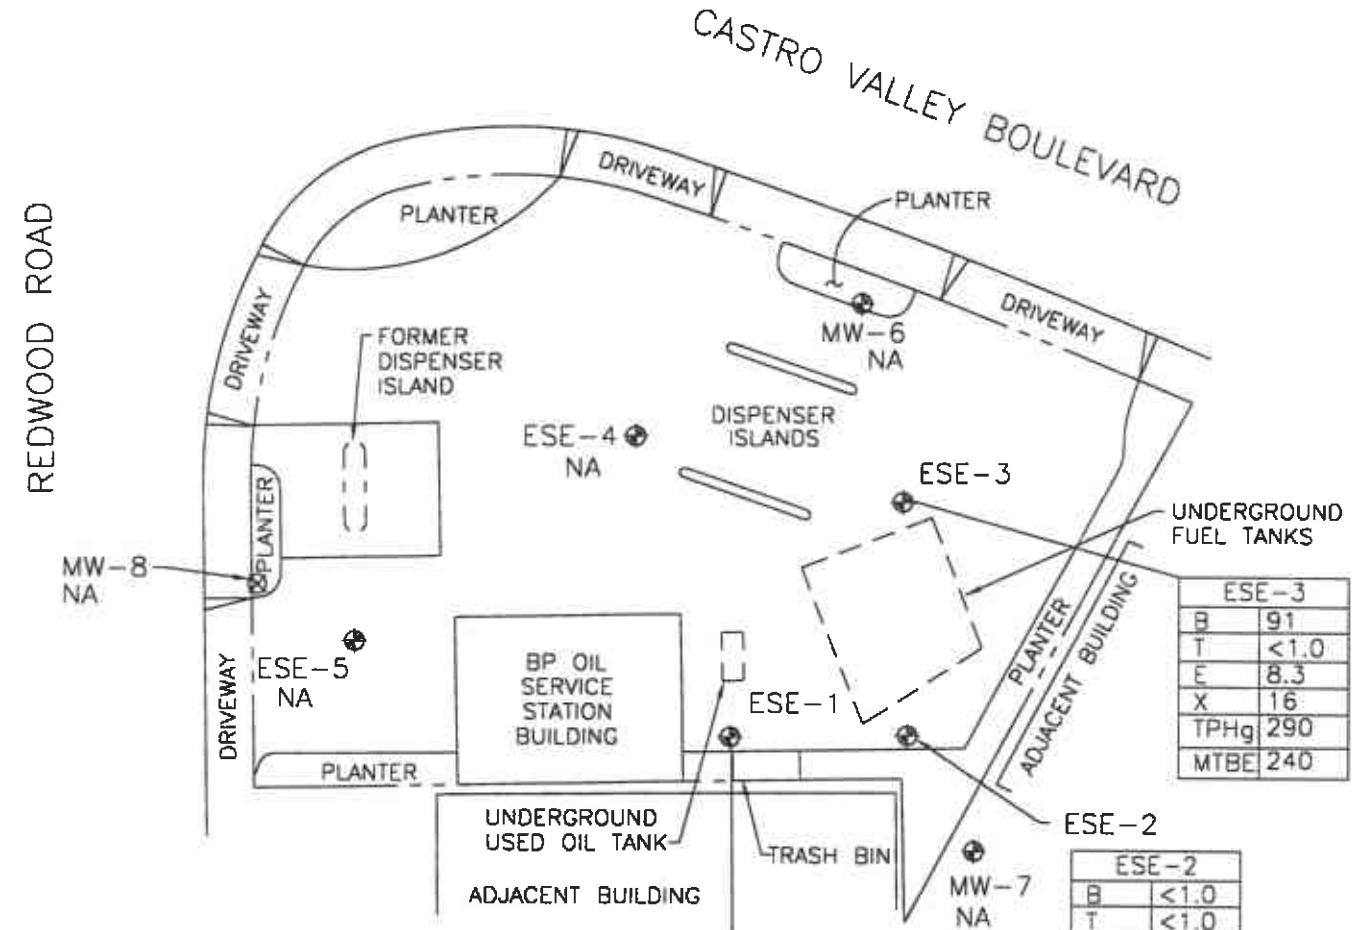 CASTRO VALLEY BOULEVARD
REDWOOD ROAD
DRIVEWAY
PLANTER
PLANTER
DRIVEWAY
DRIVEWAY
MW-6
NA
FORMER
DISPENSER
ISLAND
DISPENSER
ISLANDS
ESE-4
NA
ESE-3
UNDERGROUND
FUEL TANKS
PLANTER
MW-8
NA
ESE-3
B 91
T <1.0
E 8.3
X 16
TPHg 290
MTBE 240
PLANTER
ADJACENT BUILDING
DRIVEWAY
ESE-5
NA
BP OIL
SERVICE
STATION
BUILDING
ESE-1
PLANTER
UNDERGROUND
USED OIL TANK
TRASH BIN
ADJACENT BUILDING
ESE-2
MW-7
NA
ESE-2
B <1.0
T <1.0